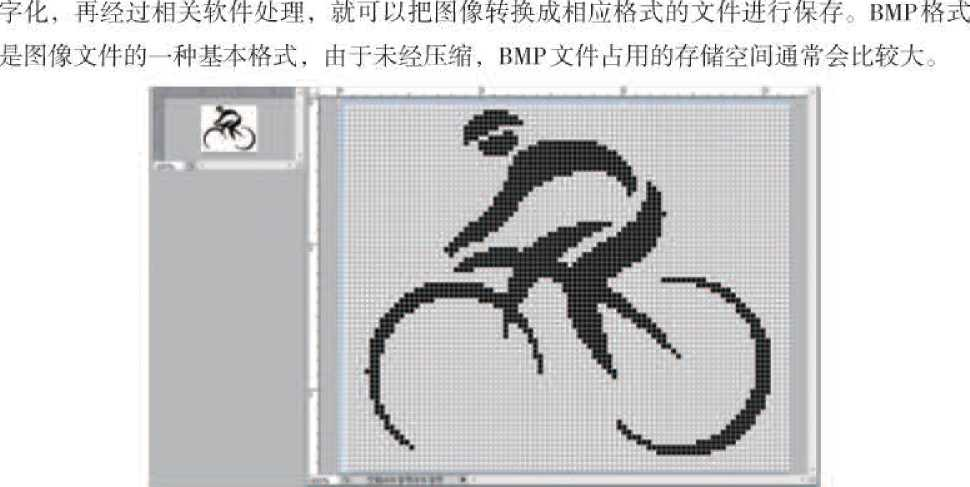 字化，再经过相关软件处理，就可以把图像转换成相应格式的文件进行保存。BMP格式
是图像文件的一种基本格式，由于未经压缩，BMP文件占用的存储空间通常会比较大。